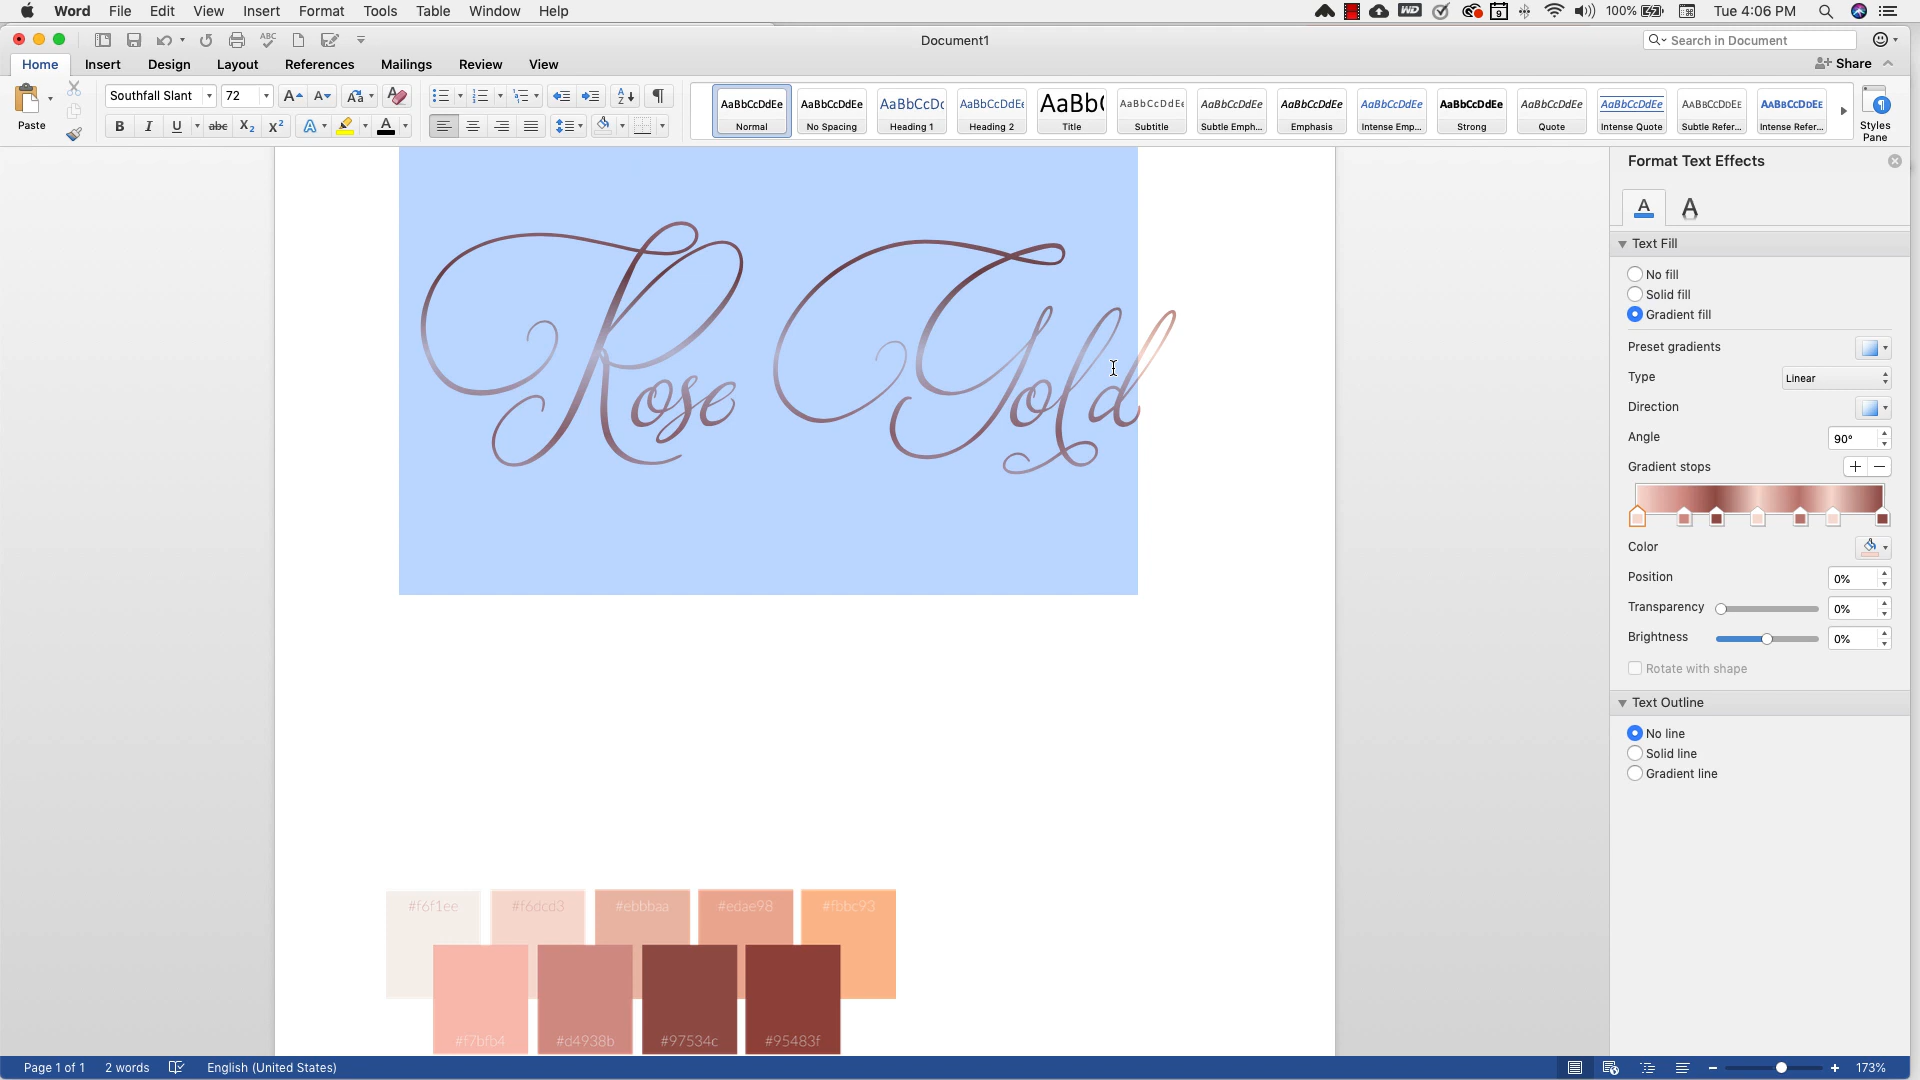 Word File Edit View Insert Format Tools Table Window Help 100% Tue 4:06 PM
Document1
Search in Document
Home Insert Design Layout References Mailings Review View Share
Paste
Southfall Slant 72
AaBbCcDdEe Normal
AaBbCcDdEe No Spacing
AaBbCcDc Heading 1
AaBbCcDdEe Heading 2
AaBb( Title
AaBbCcDdEe Subtitle
AaBbCcDdEe Subtle Emph...
AaBbCcDdEe Emphasis
AaBbCcDdEe Intense Emp...
AaBbCcDdEe Strong
AaBbCcDdEe Quote
AaBbCcDdEe Intense Quote
AaBbCcDdEe Subtle Refer...
AaBbCcDdEe Intense Refer...
Styles
Pane
B I U abc X2 X2 A A
Rose Gold
#f6f1ee #f6dcd3 #ebbbaa #edae98 #fbbc93
#f7bfb4 #d4938b #97534c #95483f
Format Text Effects
A A
Text Fill
No fill
Solid fill
Gradient fill
Preset gradients
Type Linear
Direction
Angle 90°
Gradient stops
Color
Position 0%
Transparency 0%
Brightness 0%
Rotate with shape
Text Outline
No line
Solid line
Gradient line
Page 1 of 1 2 words English (United States) 173%